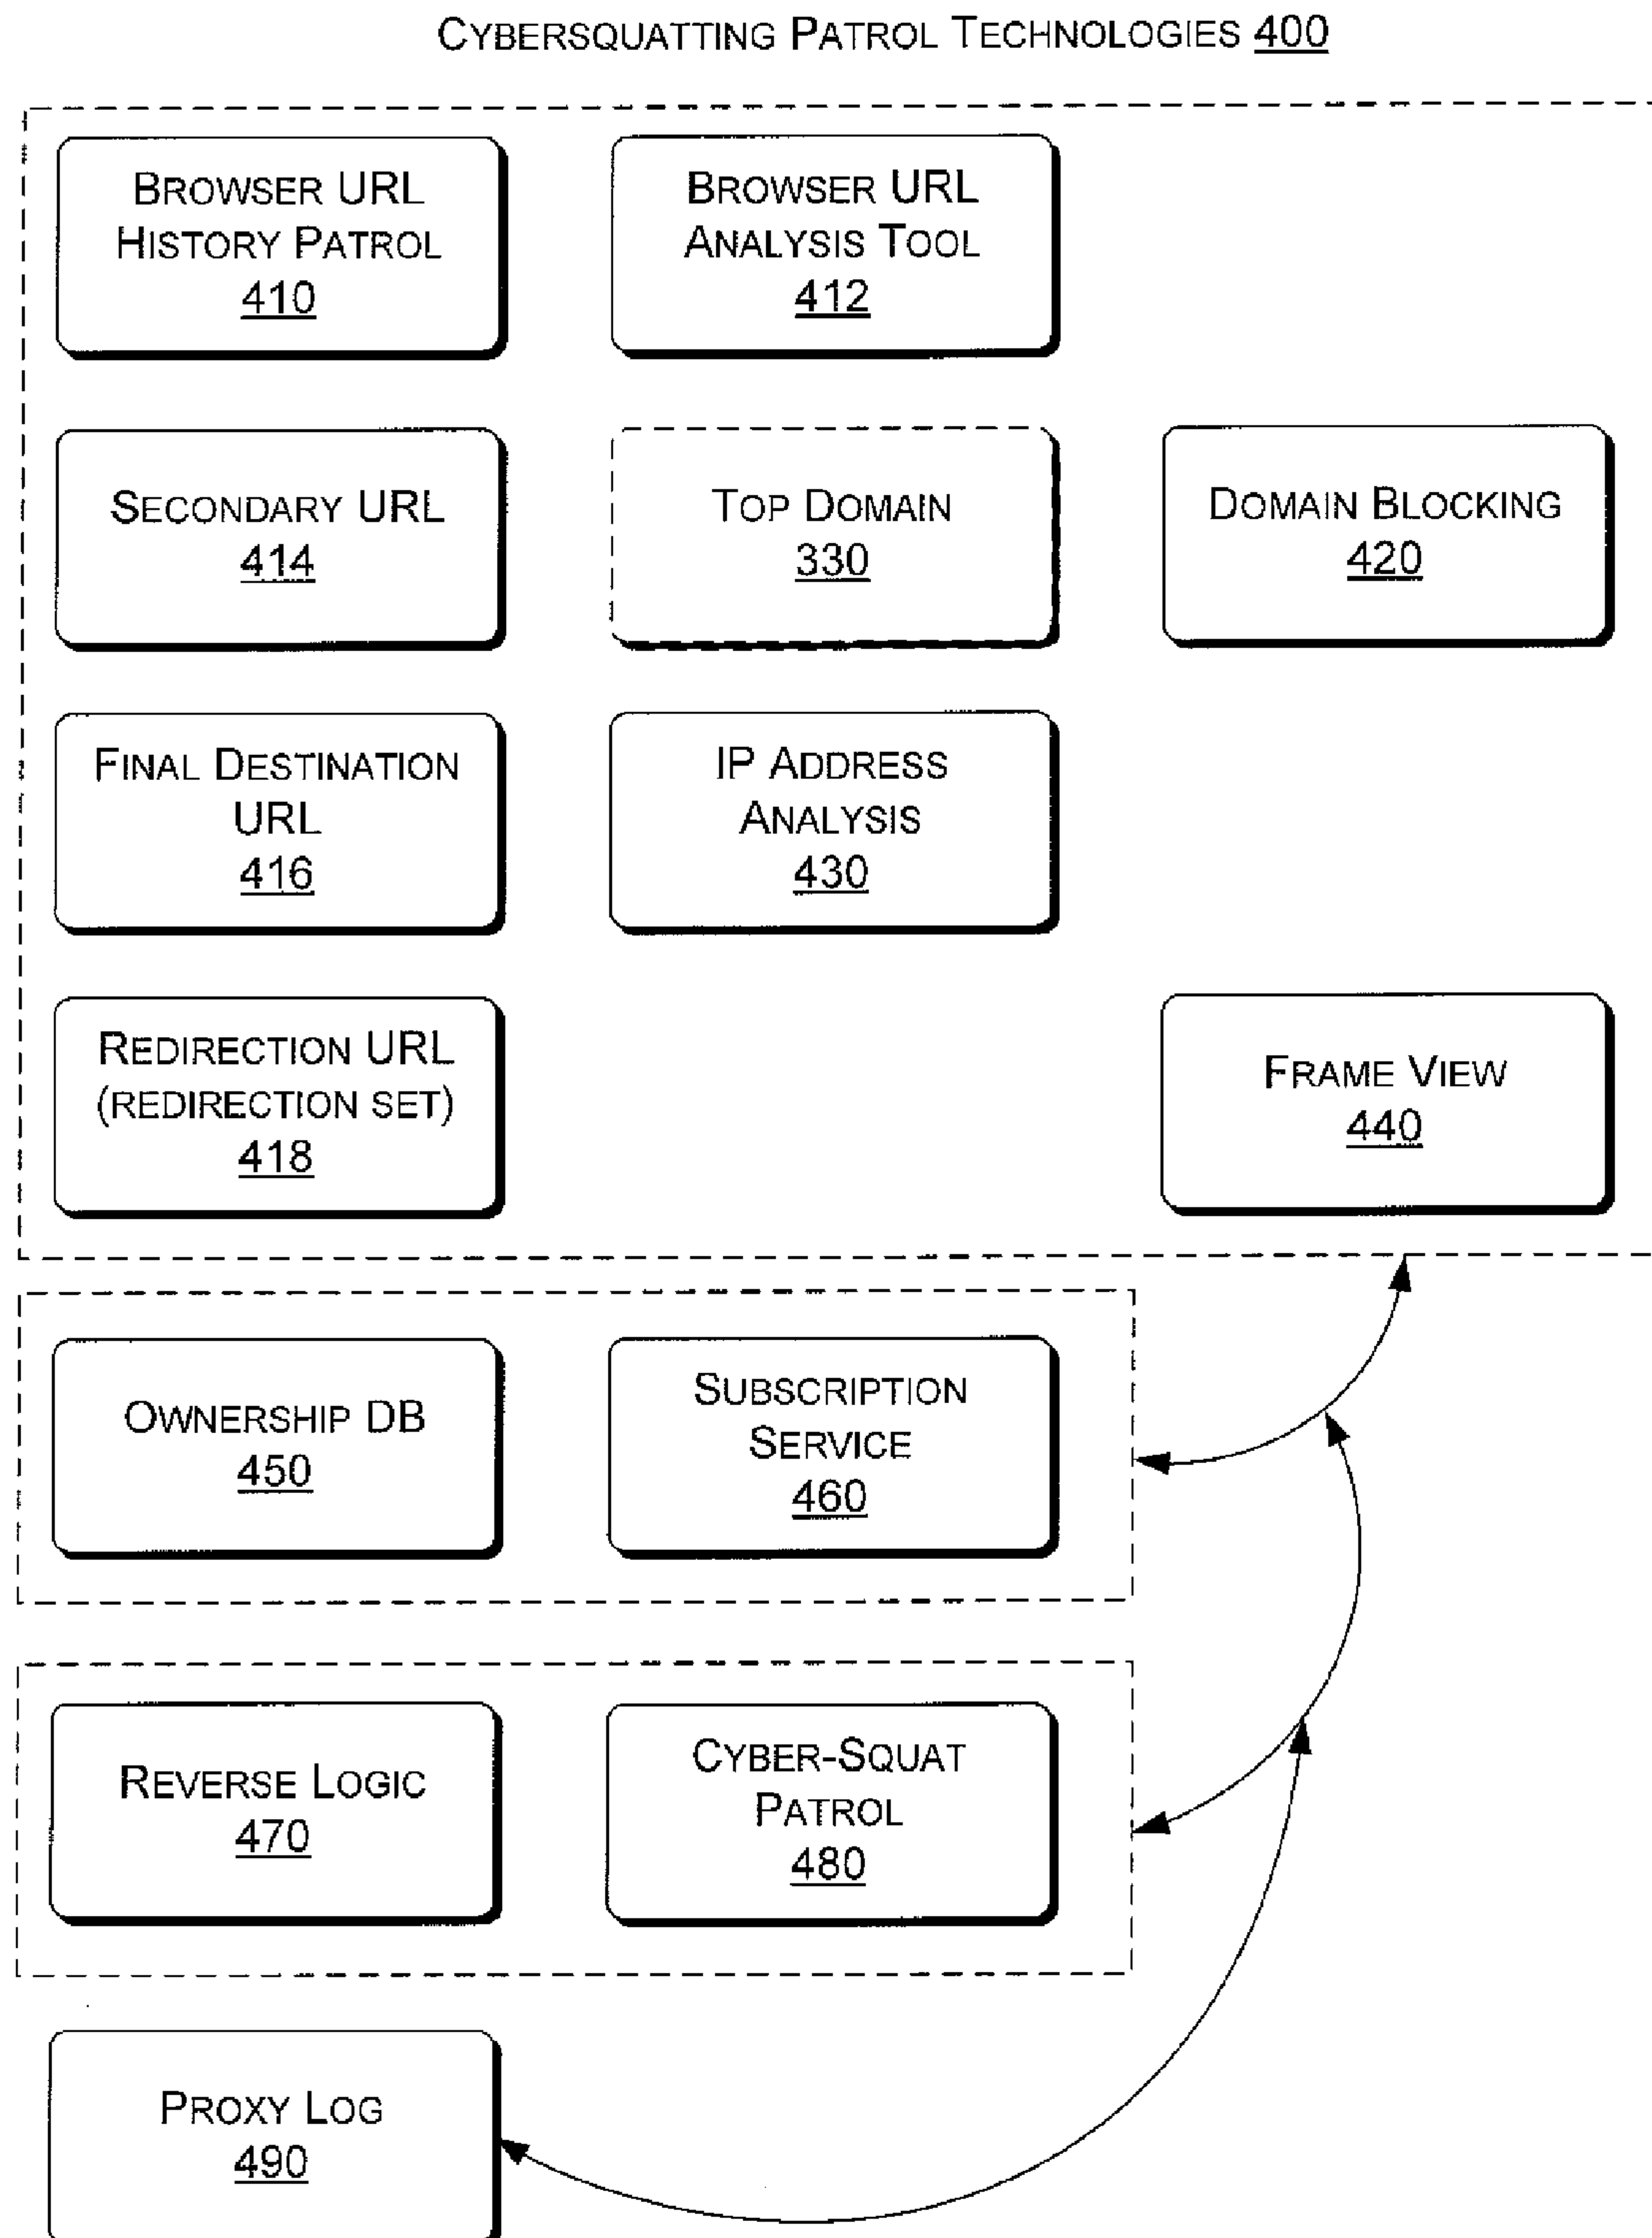 CYBERSQUATTING PATROL TECHNOLOGIES 400
BROWSER URL
HISTORY PATROL
410
BROWSER URL
ANALYSIS TOOL
412
SECONDARY URL
414
TOP DOMAIN
330
DOMAIN BLOCKING
420
FINAL DESTINATION
URL
416
IP ADDRESS
ANALYSIS
430
REDIRECTION URL
(REDIRECTION SET)
418
FRAME VIEW
440
OWNERSHIP DB
450
SUBSCRIPTION
SERVICE
460
REVERSE LOGIC
470
CYBER-SQUAT
PATROL
480
PROXY LOG
490